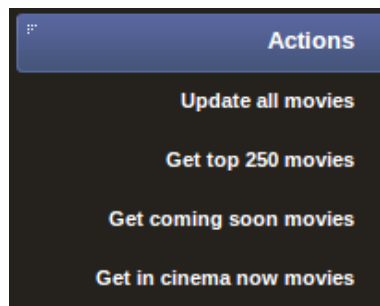 Actions
Update all movies
Get top 250 movies
Get coming soon movies
Get in cinema now movies